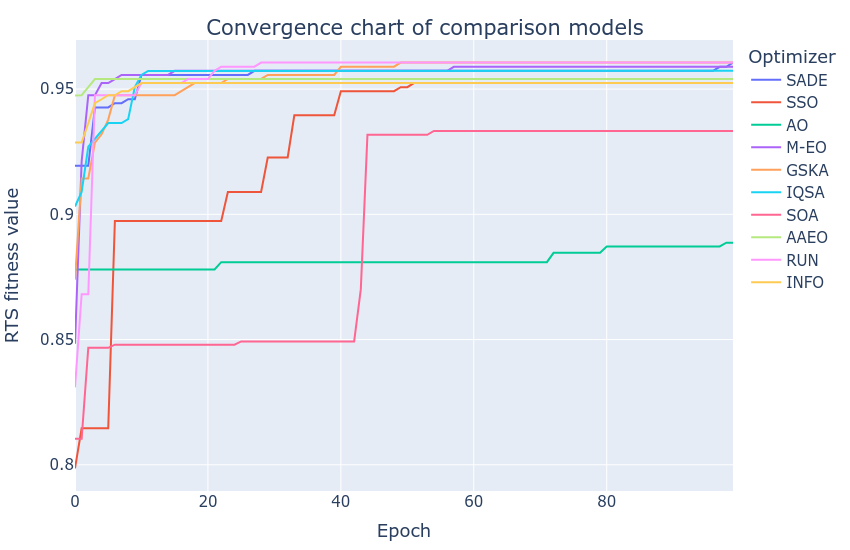 Convergence chart of comparison models
RTS fitness value
0.95
0.9
0.85
0.8
0
20
40
60
80
Epoch
Optimizer
SADE
SSO
AO
M-EO
GSKA
IQSA
SOA
AAEO
RUN
INFO